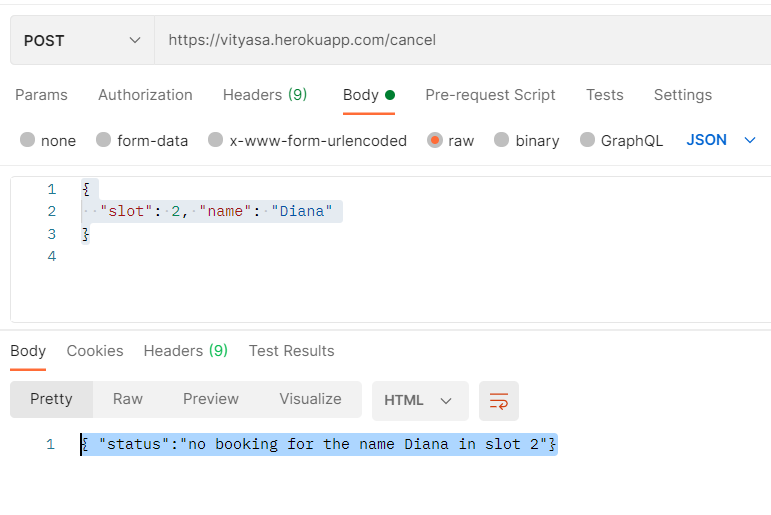 POST https://vityasa.herokuapp.com/cancel
Params Authorization Headers (9) Body Pre-request Script Tests Settings
none form-data x-www-form-urlencoded raw binary GraphQL JSON
1 {
2 "slot": 2, "name": "Diana"
3 }
4
Body Cookies Headers (9) Test Results
Pretty Raw Preview Visualize HTML
1 { "status":"no booking for the name Diana in slot 2"}